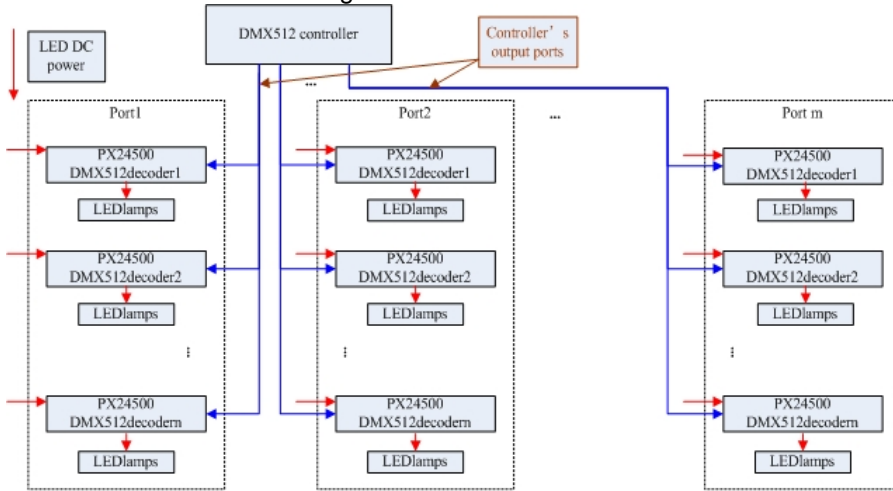 DMX512 controller
LED DC
power
Controller's
output ports
...
Port1
Port2
...
Port m
PX24500
DMX512decoder1
LEDlamps
PX24500
DMX512decoder2
LEDlamps
...
PX24500
DMX512decodern
LEDlamps
PX24500
DMX512decoder1
LEDlamps
PX24500
DMX512decoder2
LEDlamps
...
PX24500
DMX512decodern
LEDlamps
PX24500
DMX512decoder1
LEDlamps
PX24500
DMX512decoder2
LEDlamps
...
PX24500
DMX512decodern
LEDlamps